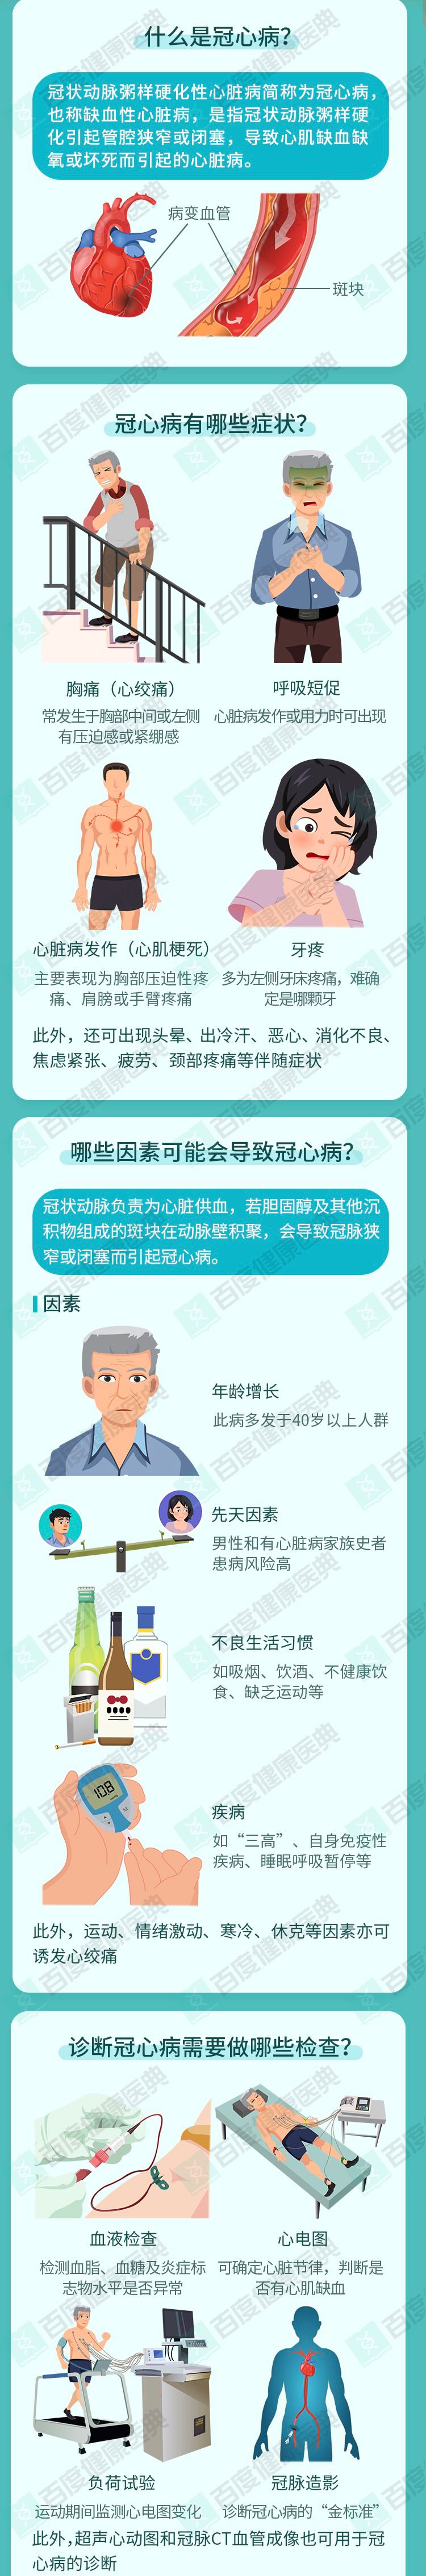 什么是冠心病？
冠状动脉粥样硬化性心脏病简称为冠心病，
也称缺血性心脏病，是指冠状动脉粥样硬
化引起管腔狭窄或闭塞，导致心肌缺血缺
氧或坏死而引起的心脏病。
病变血管
斑块
冠心病有哪些症状？
胸痛（心绞痛）
常发生于胸部中间或左侧
有压迫感或紧绷感
呼吸短促
心脏病发作或用力时可出现
心脏病发作（心肌梗死）
主要表现为胸部压迫性疼
痛、肩膀或手臂疼痛
牙疼
多为左侧牙床疼痛，难确
定是哪颗牙
此外，还可出现头晕、出冷汗、恶心、消化不良、
焦虑紧张、疲劳、颈部疼痛等伴随症状
哪些因素可能会导致冠心病？
冠状动脉负责为心脏供血，若胆固醇及其他沉
积物组成的斑块在动脉壁积聚，会导致冠脉狭
窄或闭塞而引起冠心病。
因素
年龄增长
此病多发于40岁以上人群
先天因素
男性和有心脏病家族史者
患病风险高
不良生活习惯
如吸烟、饮酒、不健康饮
食、缺乏运动等
108
疾病
如“三高”、自身免疫性
疾病、睡眠呼吸暂停等
此外，运动、情绪激动、寒冷、休克等因素亦可
诱发心绞痛
诊断冠心病需要做哪些检查？
血液检查
检测血脂、血糖及炎症标
志物水平是否异常
心电图
可确定心脏节律，判断是
否有心肌缺血
负荷试验
运动期间监测心电图变化
冠脉造影
诊断冠心病的“金标准”
此外,超声心动图和冠脉CT血管成像也可用于冠
心病的诊断
百度健康医典